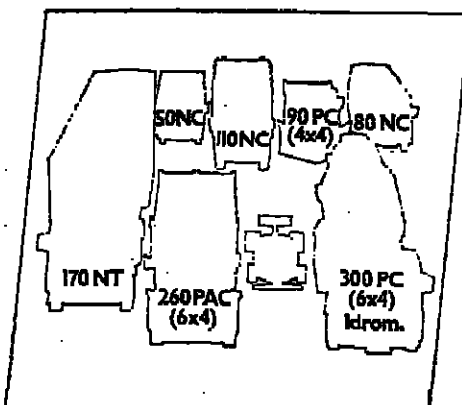 50NC
110NC
90 PC
(4x4)
80 NC
170 NT
260PAC
(6x4)
300 PC
(6x4)
Idrom.